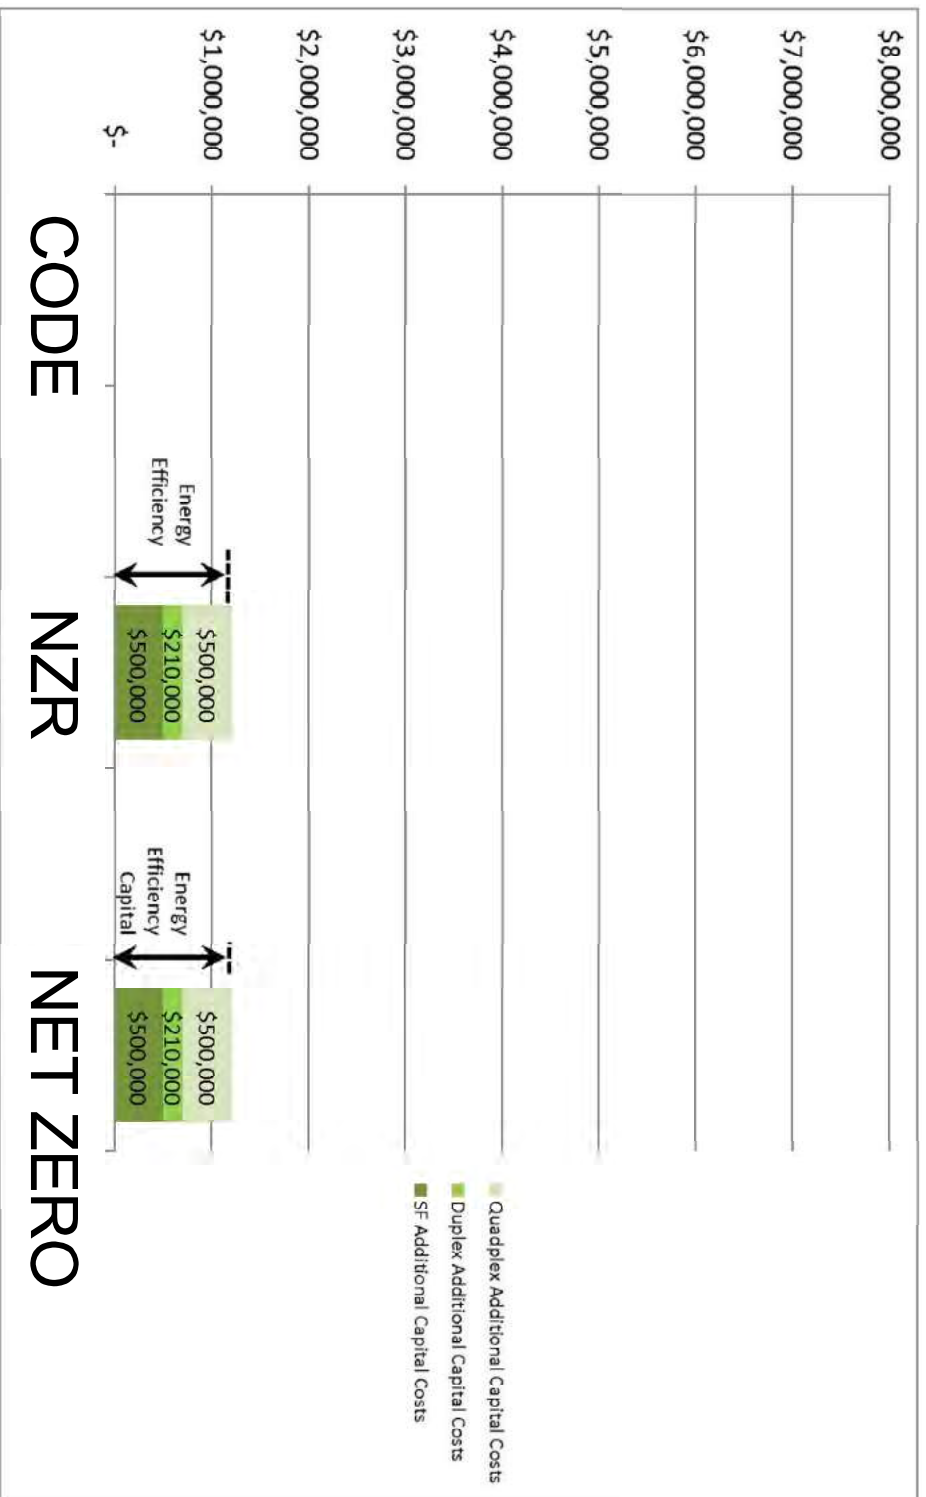 $8,000,000
$7,000,000
$6,000,000
$5,000,000
$4,000,000
$3,000,000
$2,000,000
$1,000,000
$-
Energy
Efficiency
$500,000
$210,000
$500,000
Energy
Efficiency
Capital
$500,000
$210,000
$500,000
Quadplex Additional Capital Costs
Duplex Additional Capital Costs
SF Additional Capital Costs
CODE
NZR
NET ZERO